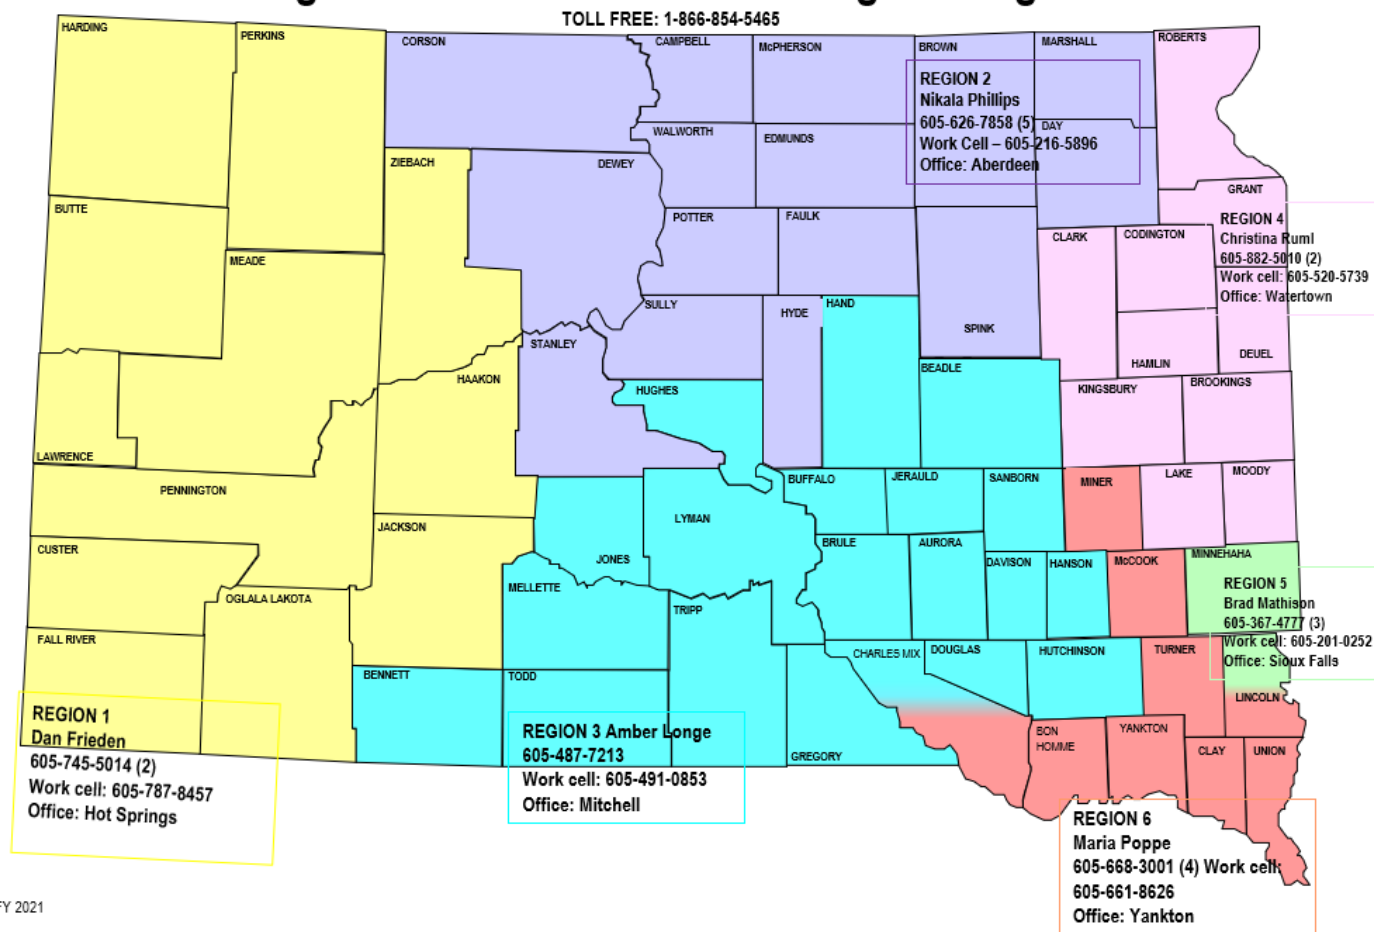 TOLL FREE: 1-866-854-5465
HARDING
PERKINS
CORSON
CAMPBELL
McPHERSON
BROWN
MARSHALL
ROBERTS
REGION 2
Nikala Phillips
605-626-7858 (5)
Work Cell – 605-216-5896
Office: Aberdeen
DAY
WALWORTH
EDMUNDS
ZIEBACH
DEWEY
GRANT
BUTTE
POTTER
FAULK
REGION 4
Christina Ruml
605-882-5010 (2)
Work cell: 605-520-5739
Office: Watertown
CLARK
CODINGTON
MEADE
SULLY
HYDE
HAND
SPINK
STANLEY
HAMLIN
DEUEL
HAAKON
BEADLE
HUGHES
KINGSBURY
BROOKINGS
LAWRENCE
PENNINGTON
BUFFALO
JERAULD
SANBORN
MINER
LAKE
MOODY
LYMAN
JACKSON
CUSTER
JONES
BRULE
AURORA
DAVISON
HANSON
McCOOK
MINNEHAHA
REGION 5
Brad Mathison
605-367-4777 (3)
Work cell: 605-201-0252
Office: Sioux Falls
OGLALA LAKOTA
MELLETTE
TRIPP
FALL RIVER
CHARLES MIX
DOUGLAS
HUTCHINSON
TURNER
BENNETT
TODD
LINCOLN
REGION 1
Dan Frieden
605-745-5014 (2)
Work cell: 605-787-8457
Office: Hot Springs
REGION 3 Amber Longe
605-487-7213
Work cell: 605-491-0853
Office: Mitchell
GREGORY
BON
HOMME
YANKTON
CLAY
UNION
REGION 6
Maria Poppe
605-668-3001 (4) Work cell:
605-661-8626
Office: Yankton
FY 2021